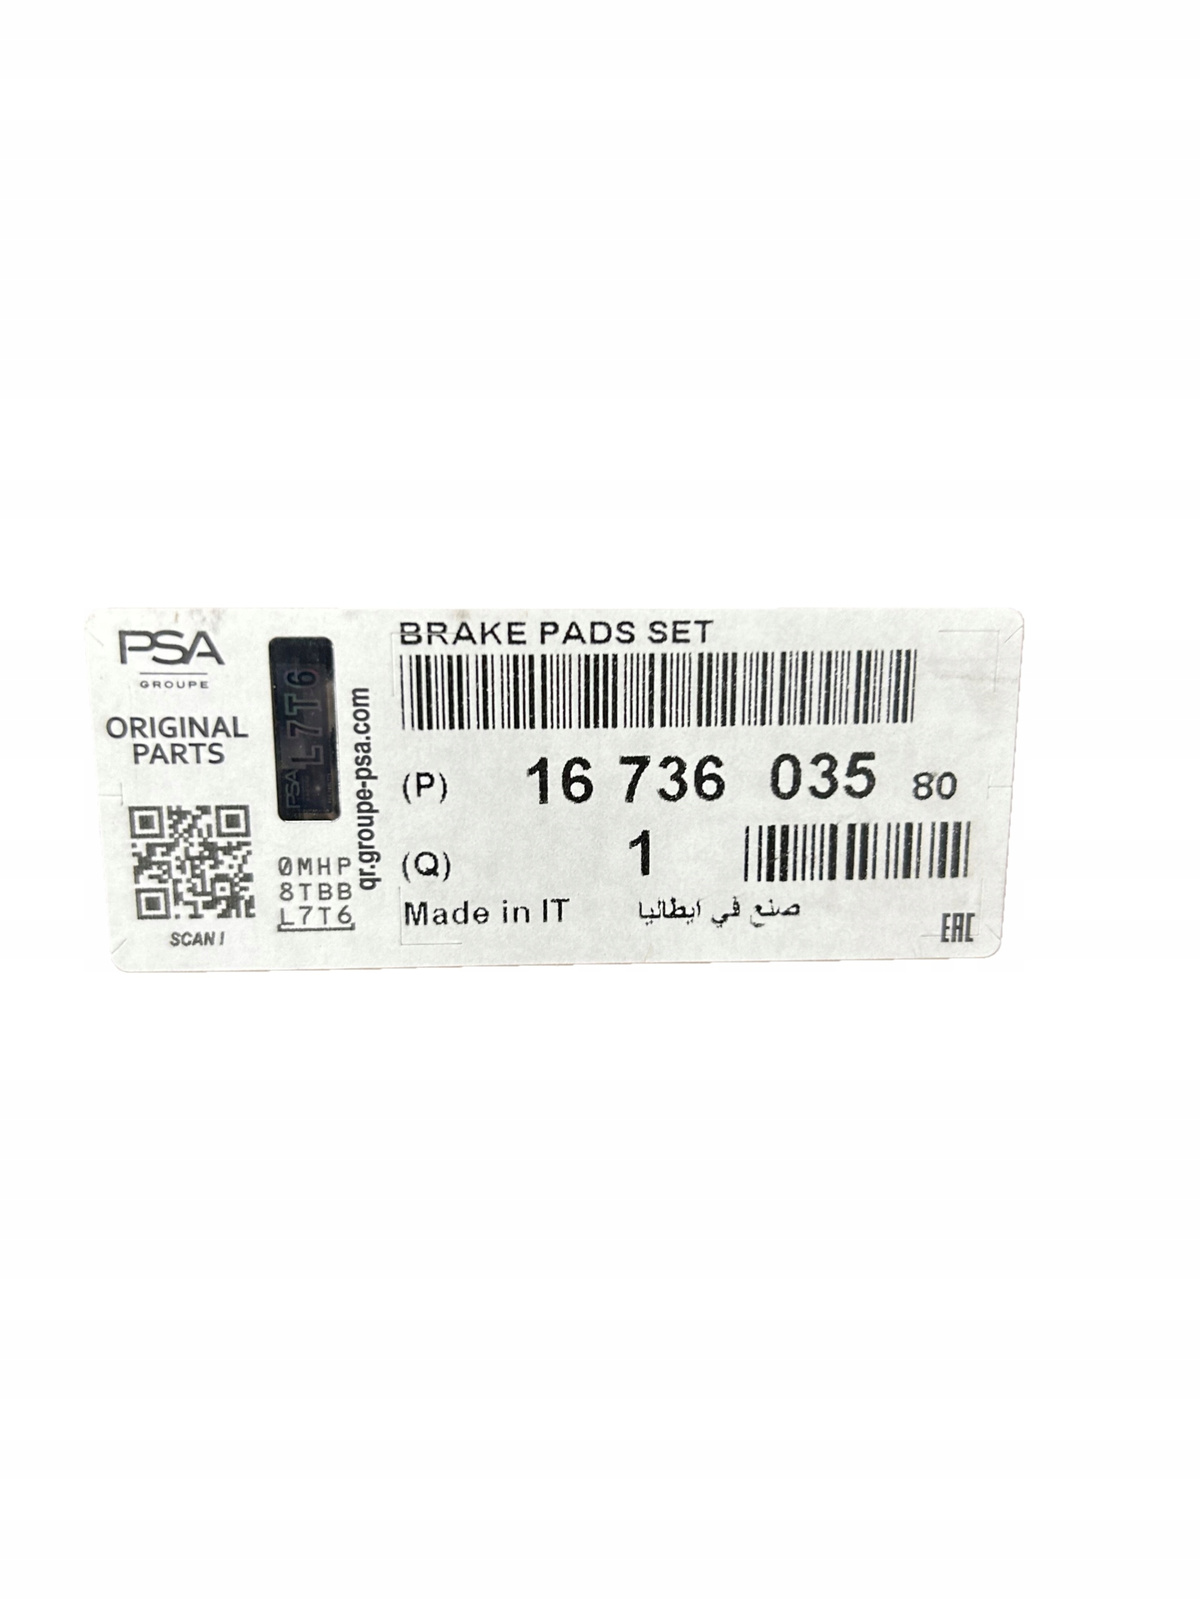 PSA
GROUPE
ORIGINAL
PARTS
SCAN!
PSA L7T6
0MHP
8TBB
L7T6
qr.groupe-psa.com
BRAKE PADS SET
(P) 16 736 035 80
(Q) 1
Made in IT صنع في ايطاليا
EAC